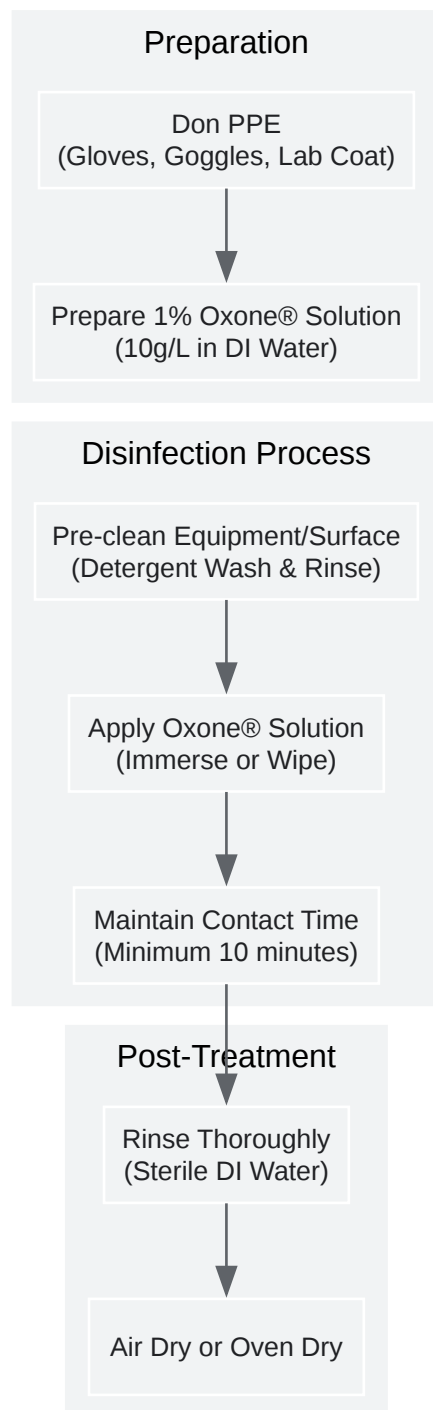 Preparation
Don PPE
(Gloves, Goggles, Lab Coat)
Prepare 1% Oxone® Solution
(10g/L in DI Water)
Disinfection Process
Pre-clean Equipment/Surface
(Detergent Wash & Rinse)
Apply Oxone® Solution
(Immerse or Wipe)
Maintain Contact Time
(Minimum 10 minutes)
Post-Treatment
Rinse Thoroughly
(Sterile DI Water)
Air Dry or Oven Dry